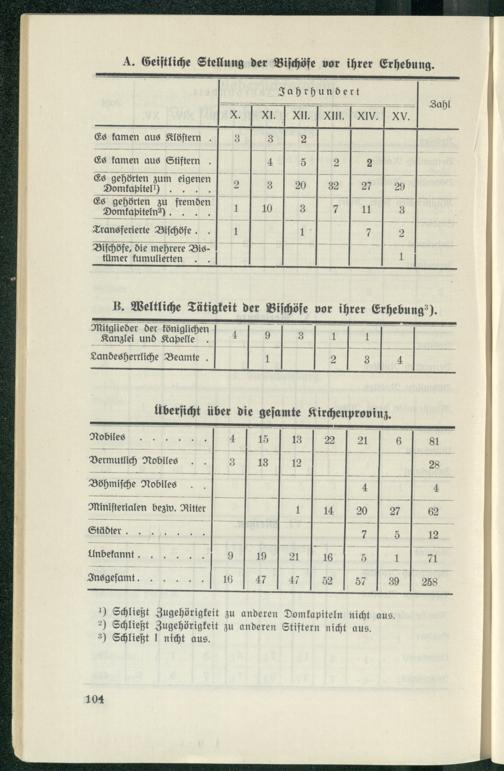 A. Geistliche Stellung der Bischöfe vor ihrer Erhebung.
Jahrhundert Zahl
X. XI. XII. XIII. XIV. XV.
Es kamen aus Klöstern . 3 3 2
Es kamen aus Stiftern . 4 5 2 2
Es gehörten zum eigenen
Domkapitel¹) . . . . 2 3 20 32 27 29
Es gehörten zu fremden
Domkapiteln²) . . . . 1 10 3 7 11 3
Transferierte Bischöfe . . 1 1 7 2
Bischöfe, die mehrere Bis-
tümer kumulierten . . 1
B. Weltliche Tätigkeit der Bischöfe vor ihrer Erhebung³).
Mitglieder der königlichen
Kanzlei und Kapelle . 4 9 3 1 1
Landesherrliche Beamte . 1 2 3 4
Übersicht über die gesamte Kirchenprovinz.
Nobiles . . . . . . 4 15 13 22 21 6 81
Vermutlich Nobiles . . 3 13 12 28
Böhmische Nobiles . . 4 4
Ministerialen bezw. Ritter 1 14 20 27 62
Städter . . . . . . . 7 5 12
Unbekannt . . . . . . 9 19 21 16 5 1 71
Insgesamt . . . . . . 16 47 47 52 57 39 258
¹) Schließt Zugehörigkeit zu anderen Domkapiteln nicht aus.
²) Schließt Zugehörigkeit zu anderen Stiftern nicht aus.
³) Schließt I nicht aus.
104